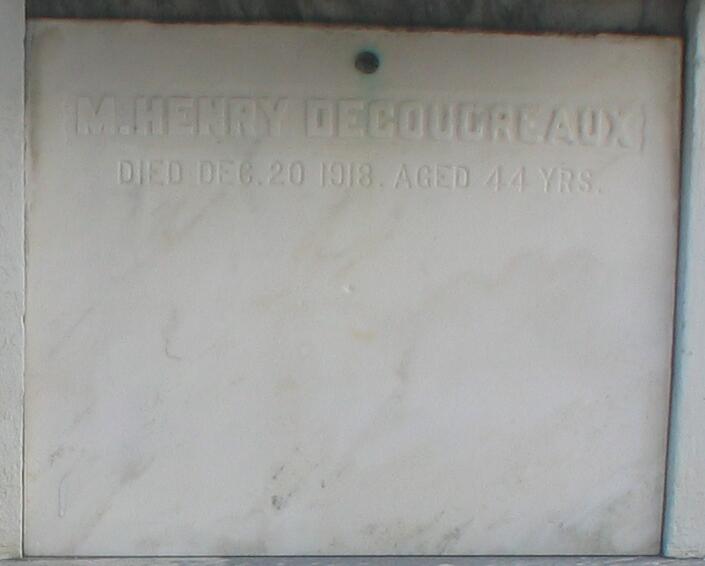 M. HENRY DECOUDREAUX
DIED DEC. 20 1918. AGED 44 YRS.